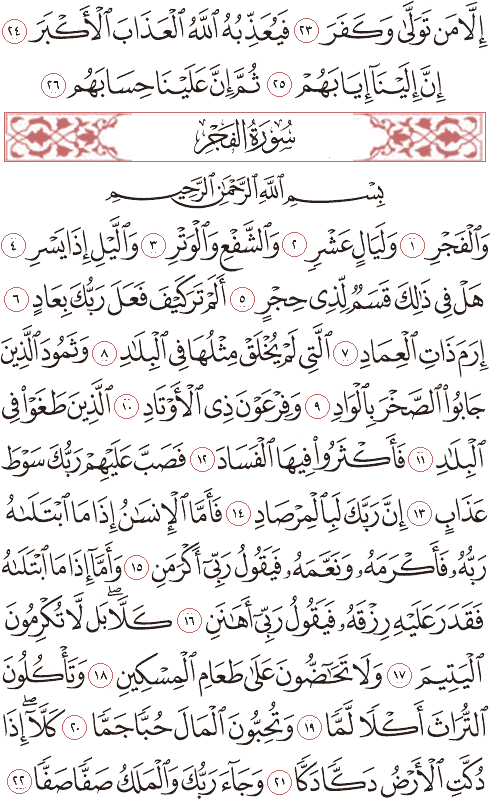 إِلَّا مَن تَوَلَّىٰ وَكَفَرَ ٢٣ فَيُعَذِّبُهُ ٱللَّهُ ٱلْعَذَابَ ٱلْأَكْبَرَ ٢٤
إِنَّ إِلَيْنَآ إِيَابَهُمْ ٢٥ ثُمَّ إِنَّ عَلَيْنَا حِسَابَهُم ٢٦
سُورَةُ الفَجْرِ
بِسْمِ ٱللَّهِ ٱلرَّحْمَٰنِ ٱلرَّحِيمِ
وَٱلْفَجْرِ ١ وَلَيَالٍ عَشْرٍ ٢ وَٱلشَّفْعِ وَٱلْوَتْرِ ٣ وَٱلَّيْلِ إِذَا يَسْرِ ٤
هَلْ فِى ذَٰلِكَ قَسَمٌ لِّذِى حِجْرٍ ٥ أَلَمْ تَرَ كَيْفَ فَعَلَ رَبُّكَ بِعَادٍ ٦
إِرَمَ ذَاتِ ٱلْعِمَادِ ٧ ٱلَّتِى لَمْ يُخْلَقْ مِثْلُهَا فِى ٱلْبِلَٰدِ ٨ وَثَمُودَ ٱلَّذِينَ
جَابُوا۟ ٱلصَّخْرَ بِٱلْوَادِ ٩ وَفِرْعَوْنَ ذِى ٱلْأَوْتَادِ ١٠ ٱلَّذِينَ طَغَوْا۟ فِى
ٱلْبِلَٰدِ ١١ فَأَكْثَرُوا۟ فِيهَا ٱلْفَسَادَ ١٢ فَصَبَّ عَلَيْهِمْ رَبُّكَ سَوْطَ
عَذَابٍ ١٣ إِنَّ رَبَّكَ لَبِٱلْمِرْصَادِ ١٤ فَأَمَّا ٱلْإِنسَٰنُ إِذَا مَا ٱبْتَلَىٰهُ
رَبُّهُۥ فَأَكْرَمَهُۥ وَنَعَّمَهُۥ فَيَقُولُ رَبِّىٓ أَكْرَمَنِ ١٥ وَأَمَّآ إِذَا مَا ٱبْتَلَىٰهُ
فَقَدَرَ عَلَيْهِ رِزْقَهُۥ فَيَقُولُ رَبِّىٓ أَهَٰنَنِ ١٦ كَلَّا ۖ بَل لَّا تُكْرِمُونَ
ٱلْيَتِيمَ ١٧ وَلَا تَحَٰٓضُّونَ عَلَىٰ طَعَامِ ٱلْمِسْكِينِ ١٨ وَتَأْكُلُونَ
ٱلتُّرَاثَ أَكْلًا لَّمًّا ١٩ وَتُحِبُّونَ ٱلْمَالَ حُبًّا جَمًّا ٢٠ كَلَّآ ۖ إِذَا
دُكَّتِ ٱلْأَرْضُ دَكًّا دَكًّا ٢١ وَجَآءَ رَبُّكَ وَٱلْمَلَكُ صَفًّا صَفًّا ٢٢